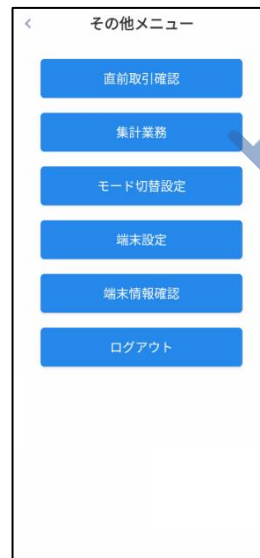 その他メニュー
直前取引確認
集計業務
モード切替設定
端末設定
端末情報確認
ログアウト